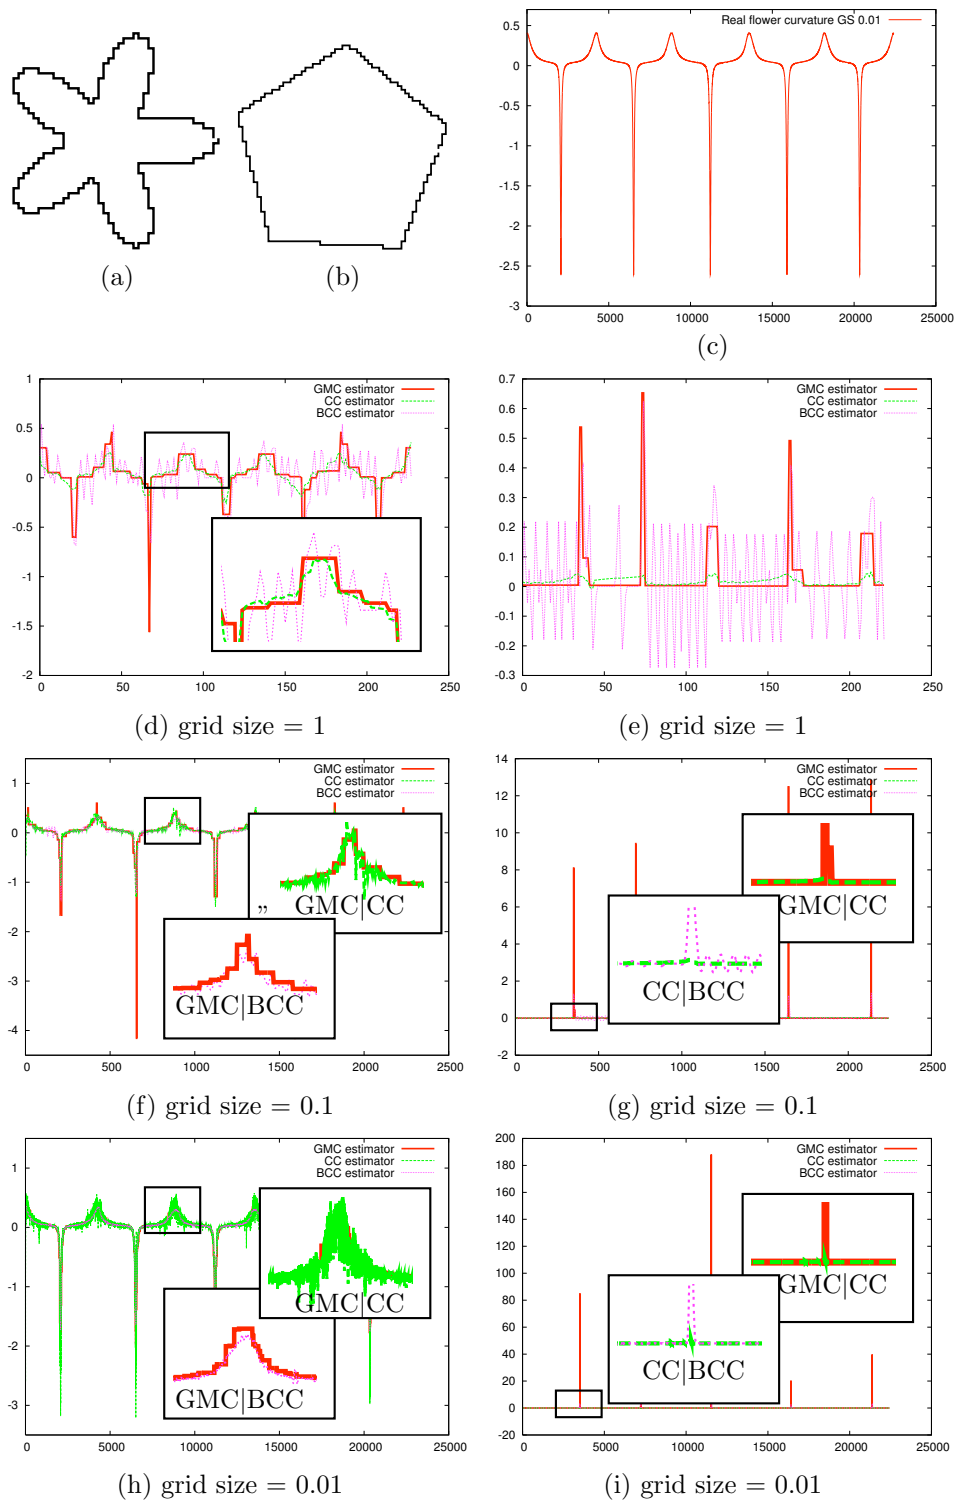 (a)
(b)
0.5
0
-0.5
-1
-1.5
-2
-2.5
-3
Real flower curvature GS 0.01
0
5000
10000
15000
20000
25000
(c)
1
0.5
0
-0.5
-1
-1.5
-2
GMC estimator
CC estimator
BCC estimator
0
50
100
150
200
250
(d) grid size = 1
0.7
0.6
0.5
0.4
0.3
0.2
0.1
0
-0.1
-0.2
-0.3
GMC estimator
CC estimator
BCC estimator
0
50
100
150
200
250
(e) grid size = 1
1
0
-1
-2
-3
-4
GMC estimator
CC estimator
BCC estimator
„ GMC|CC
GMC|BCC
0
500
1000
1500
2000
2500
(f) grid size = 0.1
14
12
10
8
6
4
2
0
-2
GMC estimator
CC estimator
BCC estimator
GMC|CC
CC|BCC
0
500
1000
1500
2000
2500
(g) grid size = 0.1
1
0
-1
-2
-3
GMC estimator
CC estimator
BCC estimator
GMC|CC
GMC|BCC
0
5000
10000
15000
20000
25000
(h) grid size = 0.01
200
180
160
140
120
100
80
60
40
20
0
-20
GMC estimator
CC estimator
BCC estimator
GMC|CC
CC|BCC
0
5000
10000
15000
20000
25000
(i) grid size = 0.01